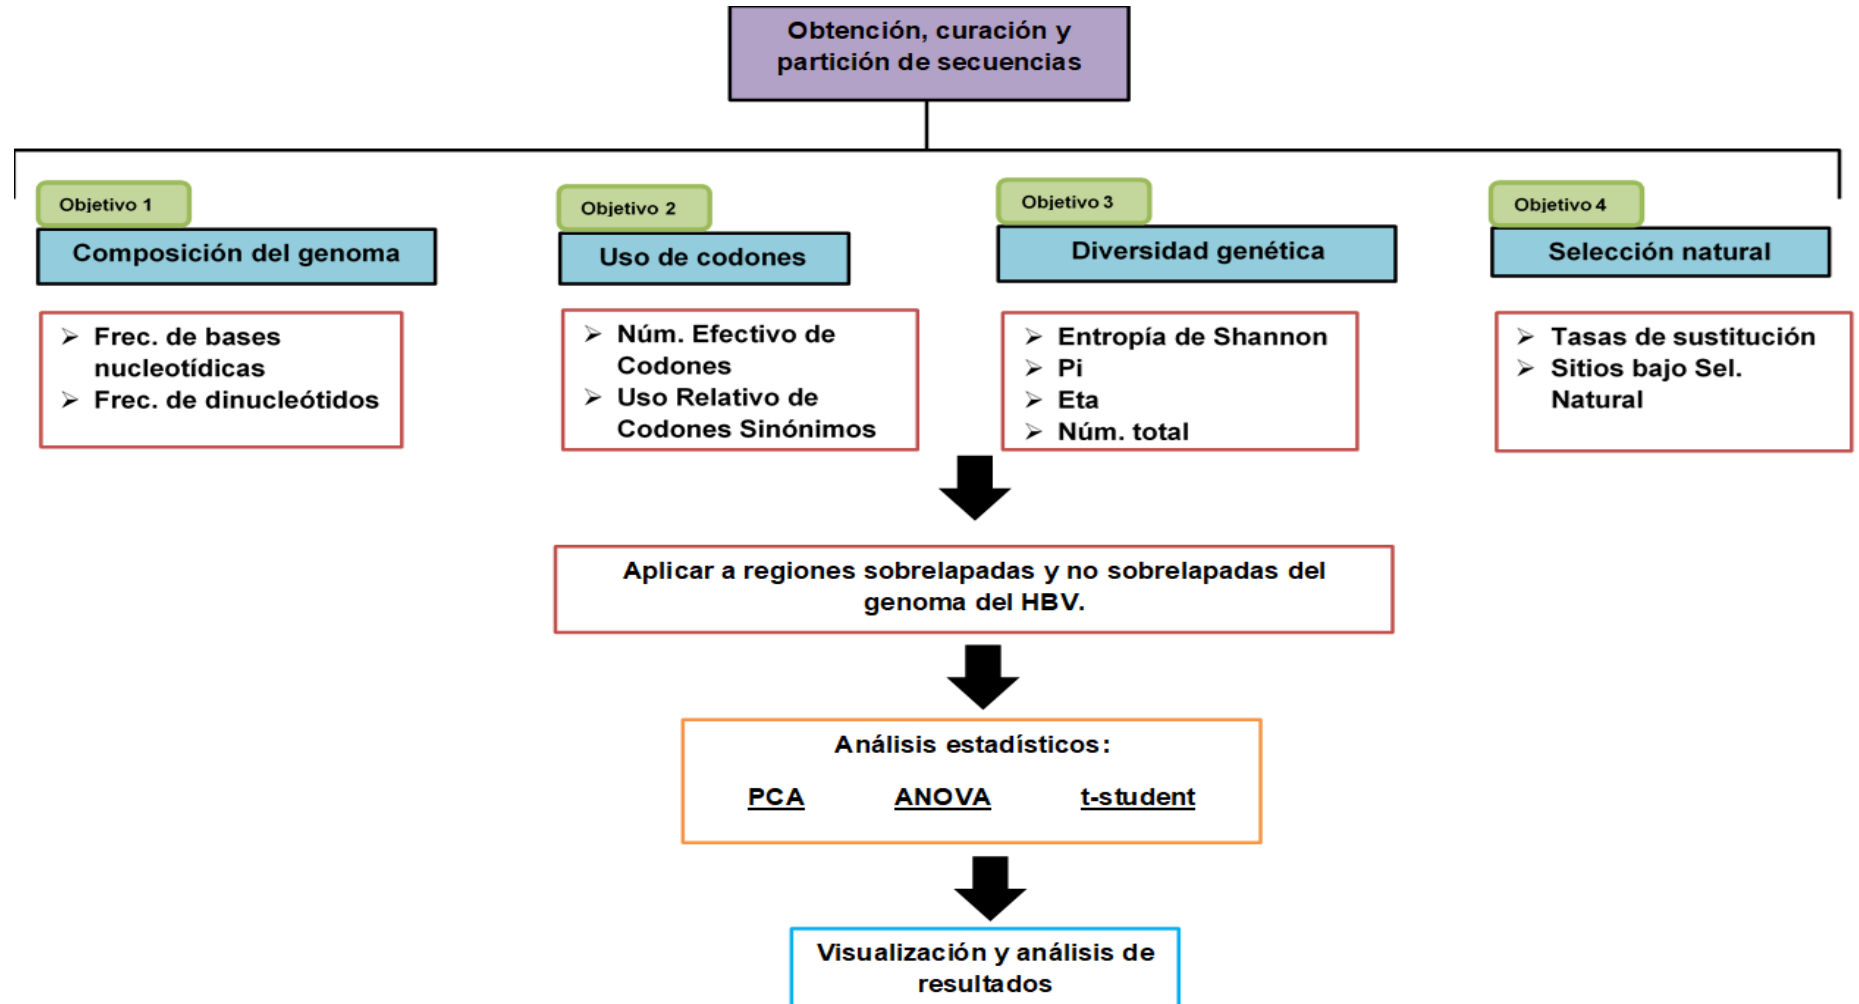 Obtención, curación y
partición de secuencias
Objetivo 1
Composición del genoma
➢ Frec. de bases
nucleotídicas
➢ Frec. de dinucleótidos
Objetivo 2
Uso de codones
➢ Núm. Efectivo de
Codones
➢ Uso Relativo de
Codones Sinónimos
Objetivo 3
Diversidad genética
➢ Entropía de Shannon
➢ Pi
➢ Eta
➢ Núm. total
Objetivo 4
Selección natural
➢ Tasas de sustitución
➢ Sitios bajo Sel.
Natural
Aplicar a regiones sobrelapadas y no sobrelapadas del
genoma del HBV.
Análisis estadísticos:
PCA ANOVA t-student
Visualización y análisis de
resultados